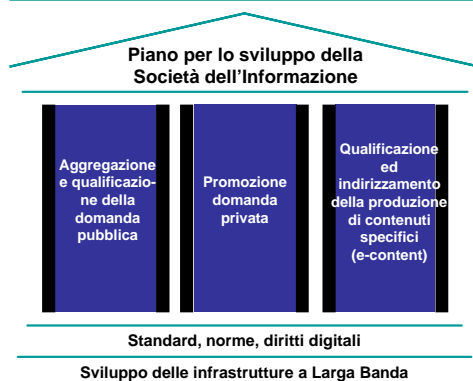 Piano per lo sviluppo della
Società dell'Informazione
Aggregazione
e qualificazio-
ne della
domanda
pubblica
Promozione
domanda
privata
Qualificazione
ed
indirizzamento
della produzione
di contenuti
specifici
(e-content)
Standard, norme, diritti digitali
Sviluppo delle infrastrutture a Larga Banda